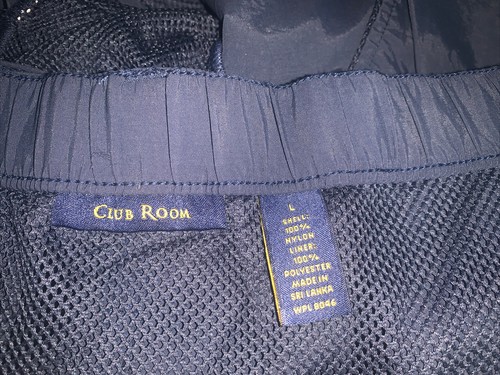 CLUB ROOM
L
SHELL:
100%
NYLON
LINER:
100%
POLYESTER
MADE IN
SRI LANKA
WPL 8046